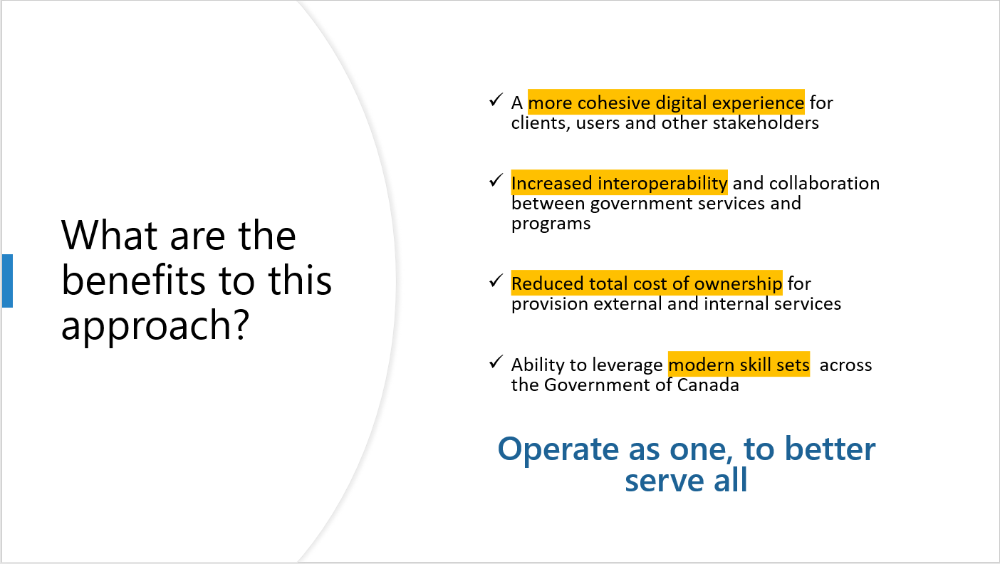 What are the
benefits to this
approach?
✓ A more cohesive digital experience for
clients, users and other stakeholders
✓ Increased interoperability and collaboration
between government services and
programs
✓ Reduced total cost of ownership for
provision external and internal services
✓ Ability to leverage modern skill sets  across
the Government of Canada
Operate as one, to better
serve all